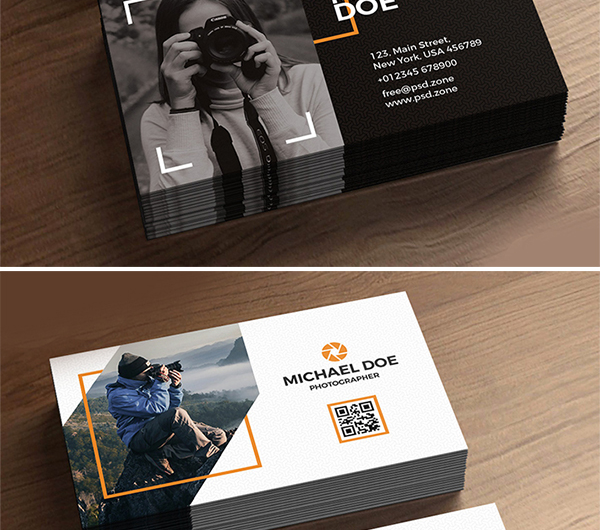 DOE
123, Main Street,
New York, USA 456789
+012345 678900
free@psd.zone
www.psd.zone
Canon
MICHAEL DOE
PHOTOGRAPHER